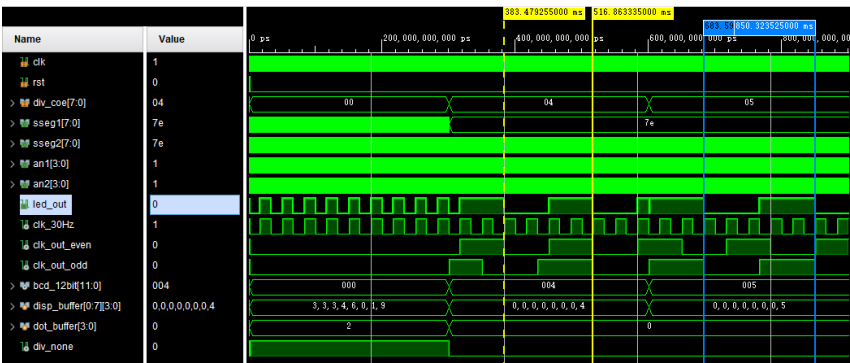 383.479255000 ms 516.863335000 ms
850.323525000 ms
Name Value
0 ps 200,000,000,000 ps 400,000,000,000 ps 600,000,000,000 ps
clk 1
rst 0
div_coe[7:0] 04 00 04 05
sseg1[7:0] 7e 7e
sseg2[7:0] 7e
an1[3:0] 1
an2[3:0] 1
led_out 0
clk_30Hz 1
clk_out_even 0
clk_out_odd 0
bcd_12bit[11:0] 004 000 004 005
disp_buffer[0:7][3:0] 0,0,0,0,0,0,0,4 3,3,3,4,6,0,1,9 0,0,0,0,0,0,0,4 0,0,0,0,0,0,0,5
dot_buffer[3:0] 0 2 0
div_none 0